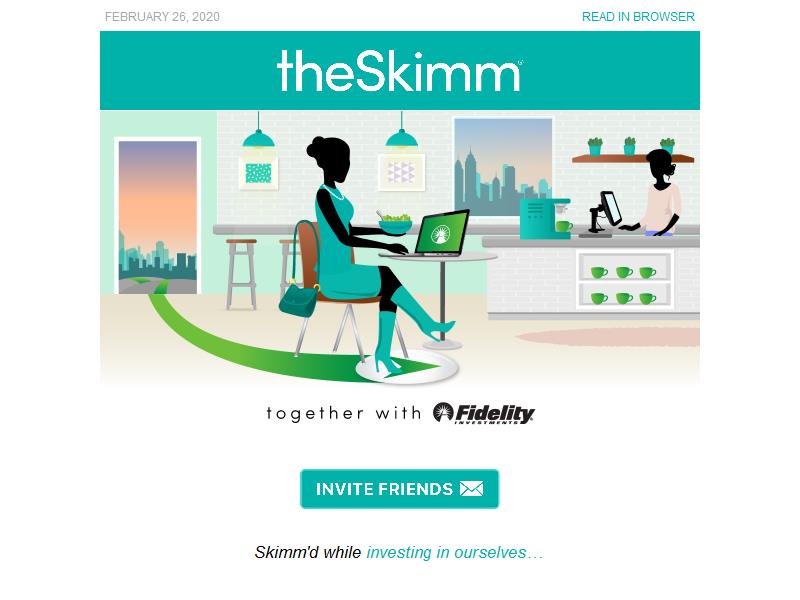 FEBRUARY 26, 2020
READ IN BROWSER
theSkimm®
together with Fidelity INVESTMENTS®
INVITE FRIENDS
Skimm'd while investing in ourselves…